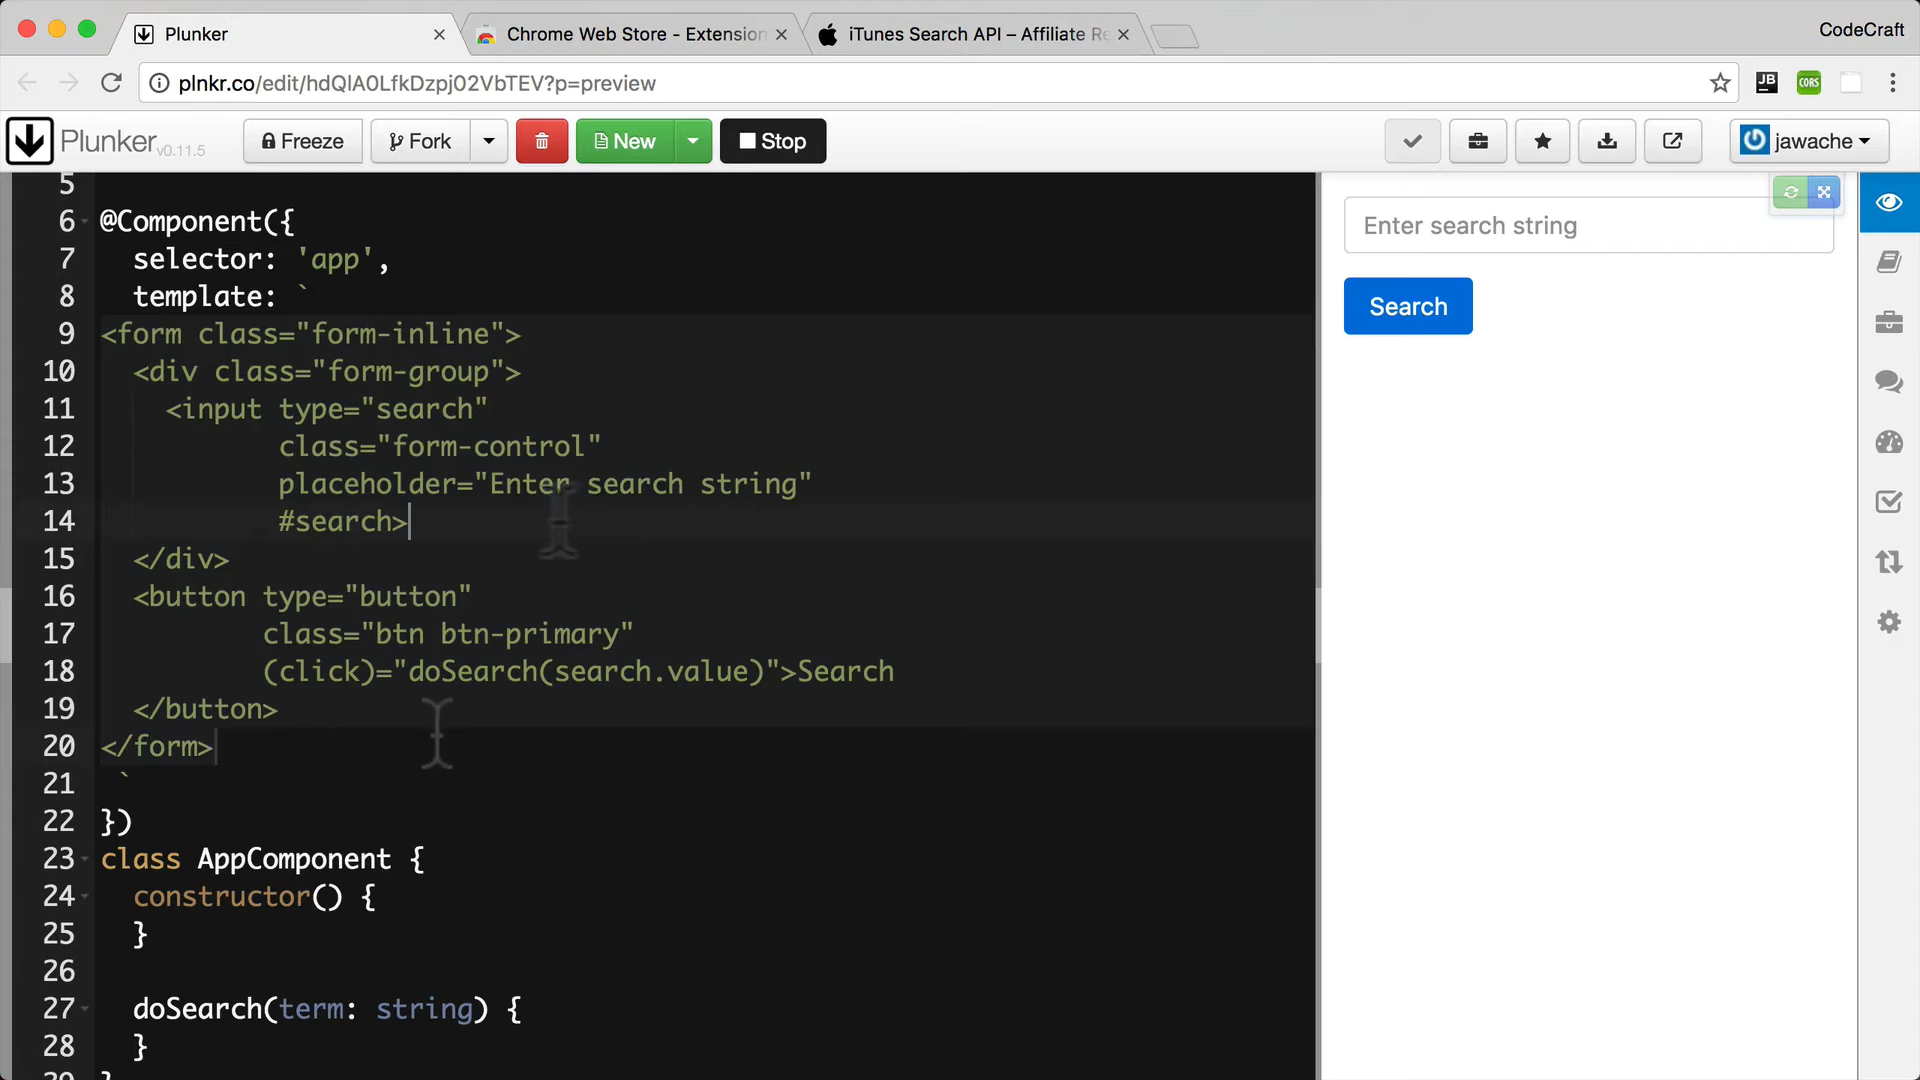 Plunker
Chrome Web Store - Extension
iTunes Search API – Affiliate Re
CodeCraft
plnkr.co/edit/hdQlA0LfkDzpj02VbTEV?p=preview
JB
CORS
Plunker v0.11.5
Freeze
Fork
New
Stop
jawache
5
6 @Component({
7 selector: 'app',
8 template: `
9 <form class="form-inline">
10 <div class="form-group">
11 <input type="search"
12 class="form-control"
13 placeholder="Enter search string"
14 #search>
15 </div>
16 <button type="button"
17 class="btn btn-primary"
18 (click)="doSearch(search.value)">Search
19 </button>
20 </form>
21 `
22 })
23 class AppComponent {
24 constructor() {
25 }
26
27 doSearch(term: string) {
28 }
Enter search string
Search